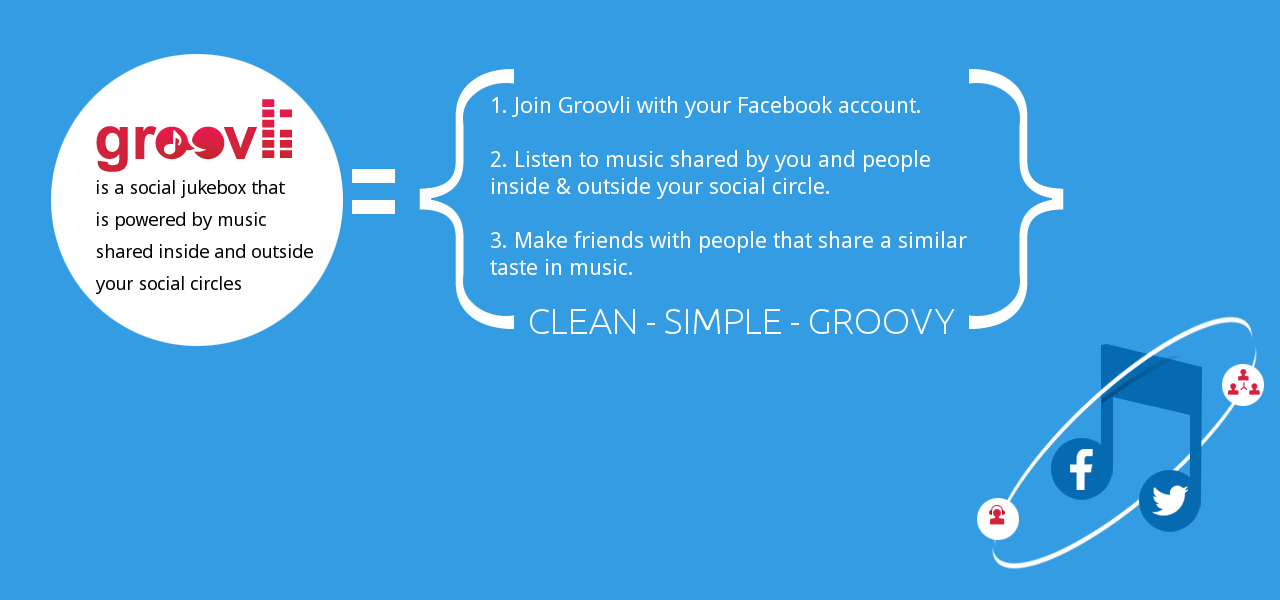 groovli
is a social jukebox that
is powered by music
shared inside and outside
your social circles
1. Join Groovli with your Facebook account.
2. Listen to music shared by you and people
inside & outside your social circle.
3. Make friends with people that share a similar
taste in music.
CLEAN - SIMPLE - GROOVY